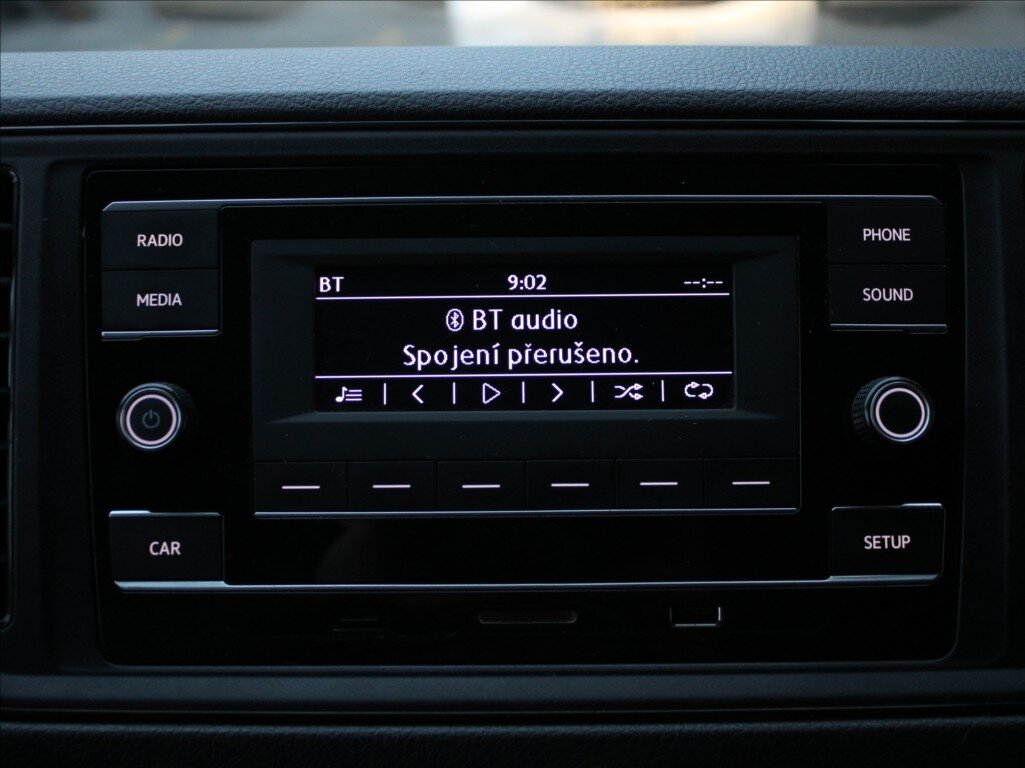 RADIO
MEDIA
BT 9:02 --:--
BT audio
Spojení přerušeno.
PHONE
SOUND
CAR
SETUP